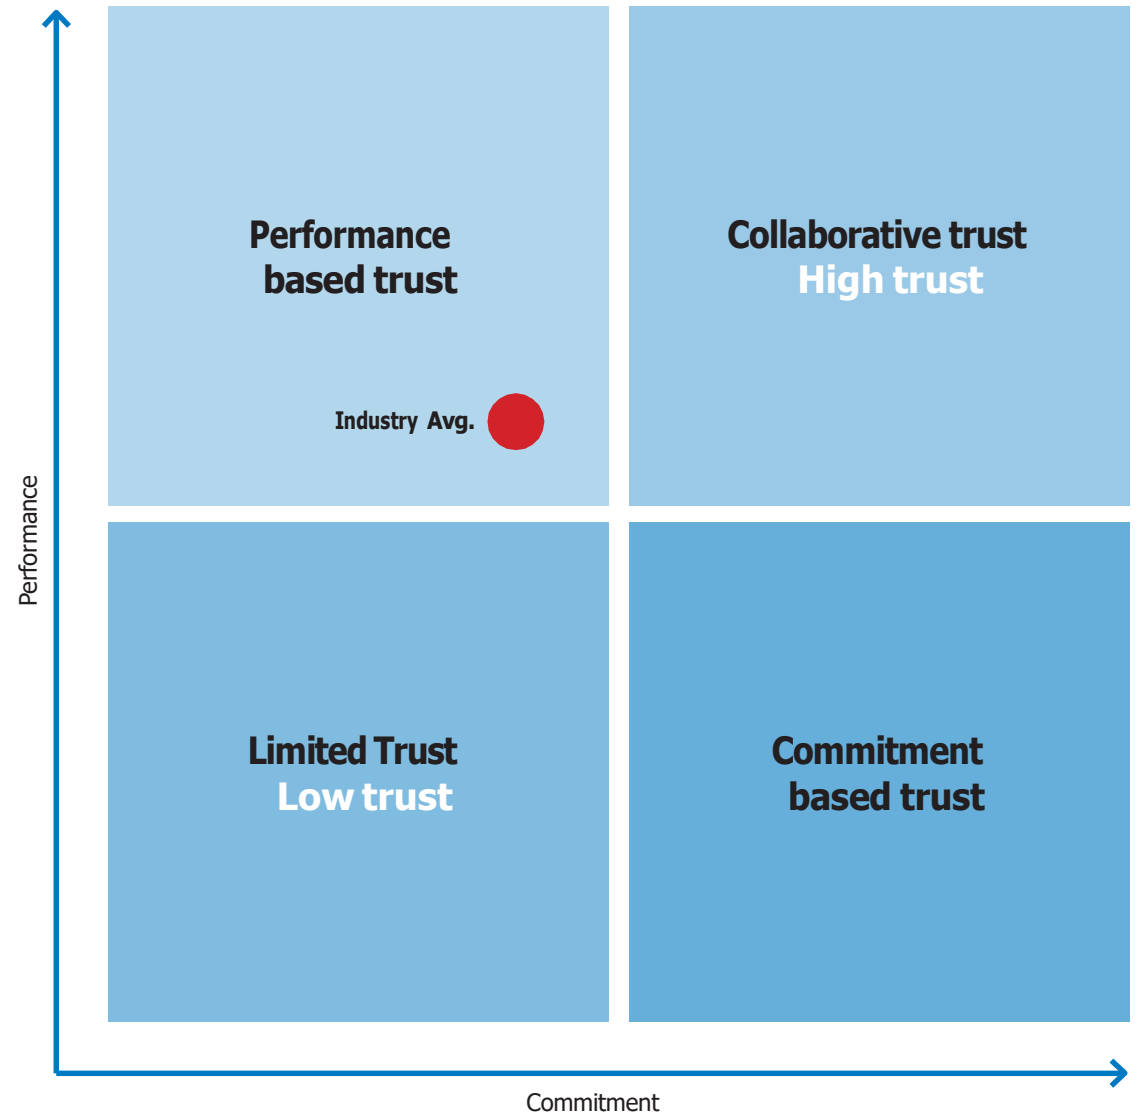 Performance
based trust
Collaborative trust
High trust
Industry Avg.
Performance
Limited Trust
Low trust
Commitment
based trust
Commitment